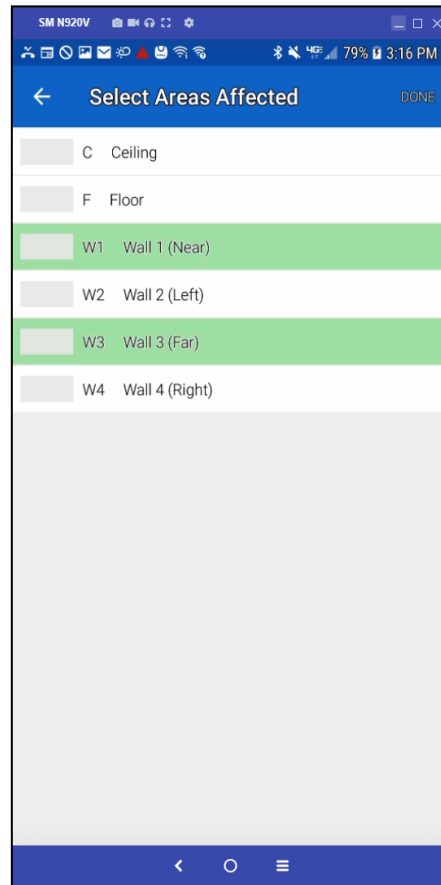 SM N920V
4G 79% 3:16 PM
Select Areas Affected DONE
C Ceiling
F Floor
W1 Wall 1 (Near)
W2 Wall 2 (Left)
W3 Wall 3 (Far)
W4 Wall 4 (Right)